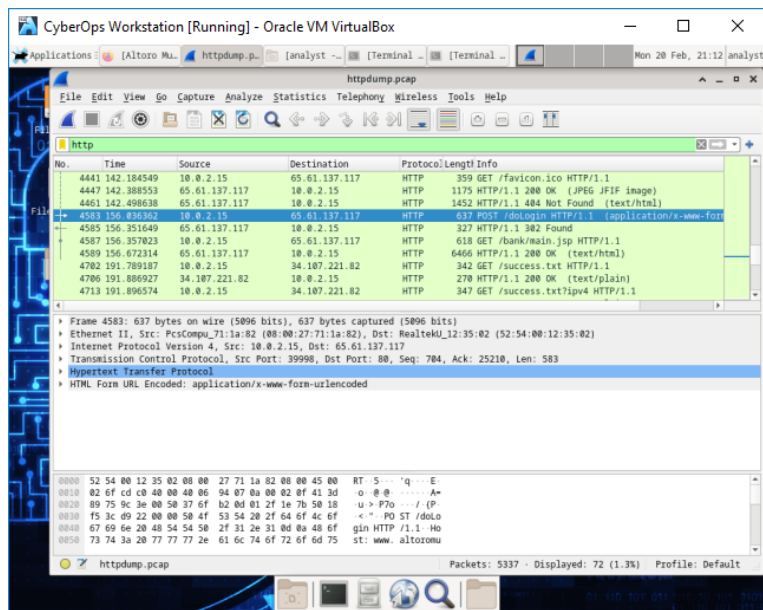 CyberOps Workstation [Running] - Oracle VM VirtualBox
Applications [Altoro Mu... httpdump.p... [analyst -... [Terminal ... [Terminal ... Mon 20 Feb, 21:12 analyst
httpdump.pcap
File Edit View Go Capture Analyze Statistics Telephony Wireless Tools Help
http
No. Time Source Destination Protocol Length Info
4441 142.184549 10.0.2.15 65.61.137.117 HTTP 359 GET /favicon.ico HTTP/1.1
4447 142.388553 65.61.137.117 10.0.2.15 HTTP 1175 HTTP/1.1 200 OK (JPEG JFIF image)
4461 142.498638 65.61.137.117 10.0.2.15 HTTP 1452 HTTP/1.1 404 Not Found (text/html)
4583 156.036362 10.0.2.15 65.61.137.117 HTTP 637 POST /doLogin HTTP/1.1 (application/x-www-form
4585 156.351649 65.61.137.117 10.0.2.15 HTTP 327 HTTP/1.1 302 Found
4587 156.357023 10.0.2.15 65.61.137.117 HTTP 618 GET /bank/main.jsp HTTP/1.1
4589 156.672314 65.61.137.117 10.0.2.15 HTTP 6466 HTTP/1.1 200 OK (text/html)
4702 191.789187 10.0.2.15 34.107.221.82 HTTP 342 GET /success.txt HTTP/1.1
4706 191.886927 34.107.221.82 10.0.2.15 HTTP 270 HTTP/1.1 200 OK (text/plain)
4713 191.896574 10.0.2.15 34.107.221.82 HTTP 347 GET /success.txt?ipv4 HTTP/1.1
Frame 4583: 637 bytes on wire (5096 bits), 637 bytes captured (5096 bits)
Ethernet II, Src: PcsCompu_71:1a:82 (08:00:27:71:1a:82), Dst: RealtekU_12:35:02 (52:54:00:12:35:02)
Internet Protocol Version 4, Src: 10.0.2.15, Dst: 65.61.137.117
Transmission Control Protocol, Src Port: 39998, Dst Port: 80, Seq: 704, Ack: 25210, Len: 583
Hypertext Transfer Protocol
HTML Form URL Encoded: application/x-www-form-urlencoded
0000 52 54 00 12 35 02 08 00 27 71 1a 82 08 00 45 00 RT··5··· 'q····E·
0010 02 6f cd c0 40 00 40 06 94 07 0a 00 02 0f 41 3d ·o··@·@· ······A=
0020 89 75 9c 3e 00 50 37 6f b2 0d 01 2f 1e 7b 50 18 ·u·>·P7o ···/·{P·
0030 f5 3c d9 22 00 00 50 4f 53 54 20 2f 64 6f 4c 6f ·<·"··PO ST /doLo
0040 67 69 6e 20 48 54 54 50 2f 31 2e 31 0d 0a 48 6f gin HTTP /1.1··Ho
0050 73 74 3a 20 77 77 77 2e 61 6c 74 6f 72 6f 6d 75 st: www. altoromu
httpdump.pcap Packets: 5337 · Displayed: 72 (1.3%) Profile: Default